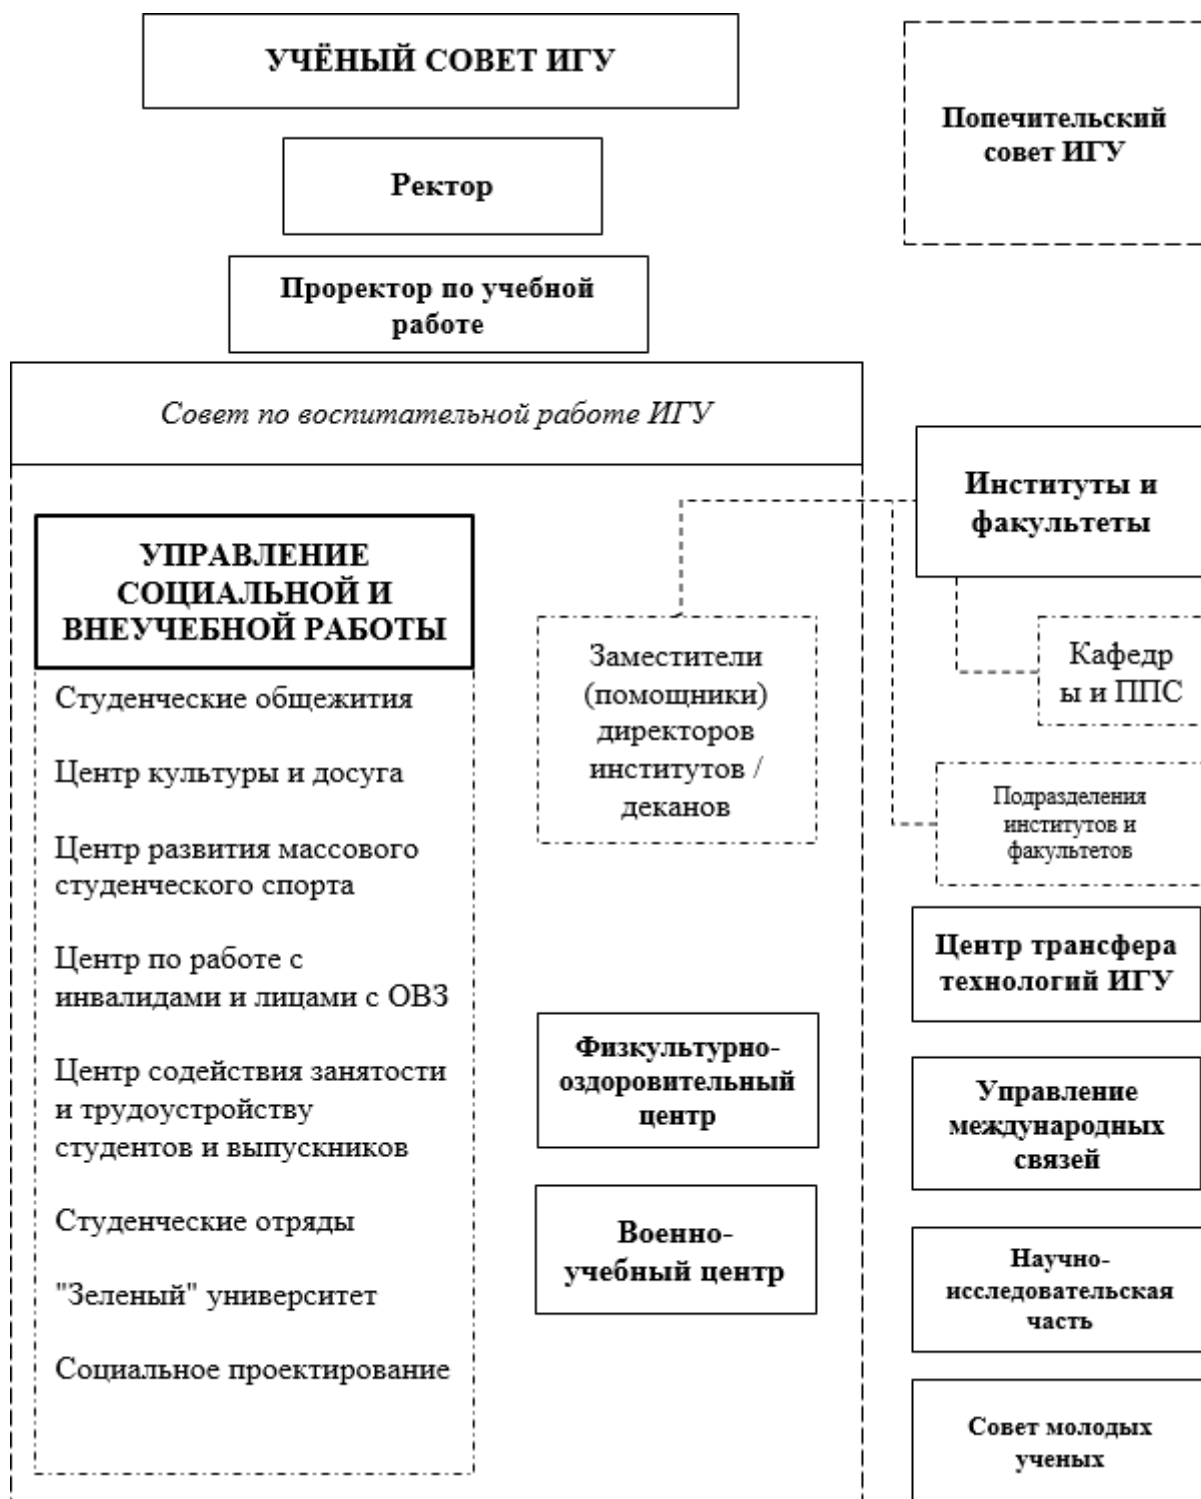 УЧЁНЫЙ СОВЕТ ИГУ
Попечительский
совет ИГУ
Ректор
Проректор по учебной
работе
Совет по воспитательной работе ИГУ
УПРАВЛЕНИЕ
СОЦИАЛЬНОЙ И
ВНЕУЧЕБНОЙ РАБОТЫ
Студенческие общежития
Центр культуры и досуга
Центр развития массового
студенческого спорта
Центр по работе с
инвалидами и лицами с ОВЗ
Центр содействия занятости
и трудоустройству
студентов и выпускников
Студенческие отряды
"Зеленый" университет
Социальное проектирование
Заместители
(помощники)
директоров
институтов /
деканов
Физкультурно-
оздоровительный
центр
Военно-
учебный центр
Институты и
факультеты
Кафедр
ы и ППС
Подразделения
институтов и
факультетов
Центр трансфера
технологий ИГУ
Управление
международных
связей
Научно-
исследовательская
часть
Совет молодых
ученых